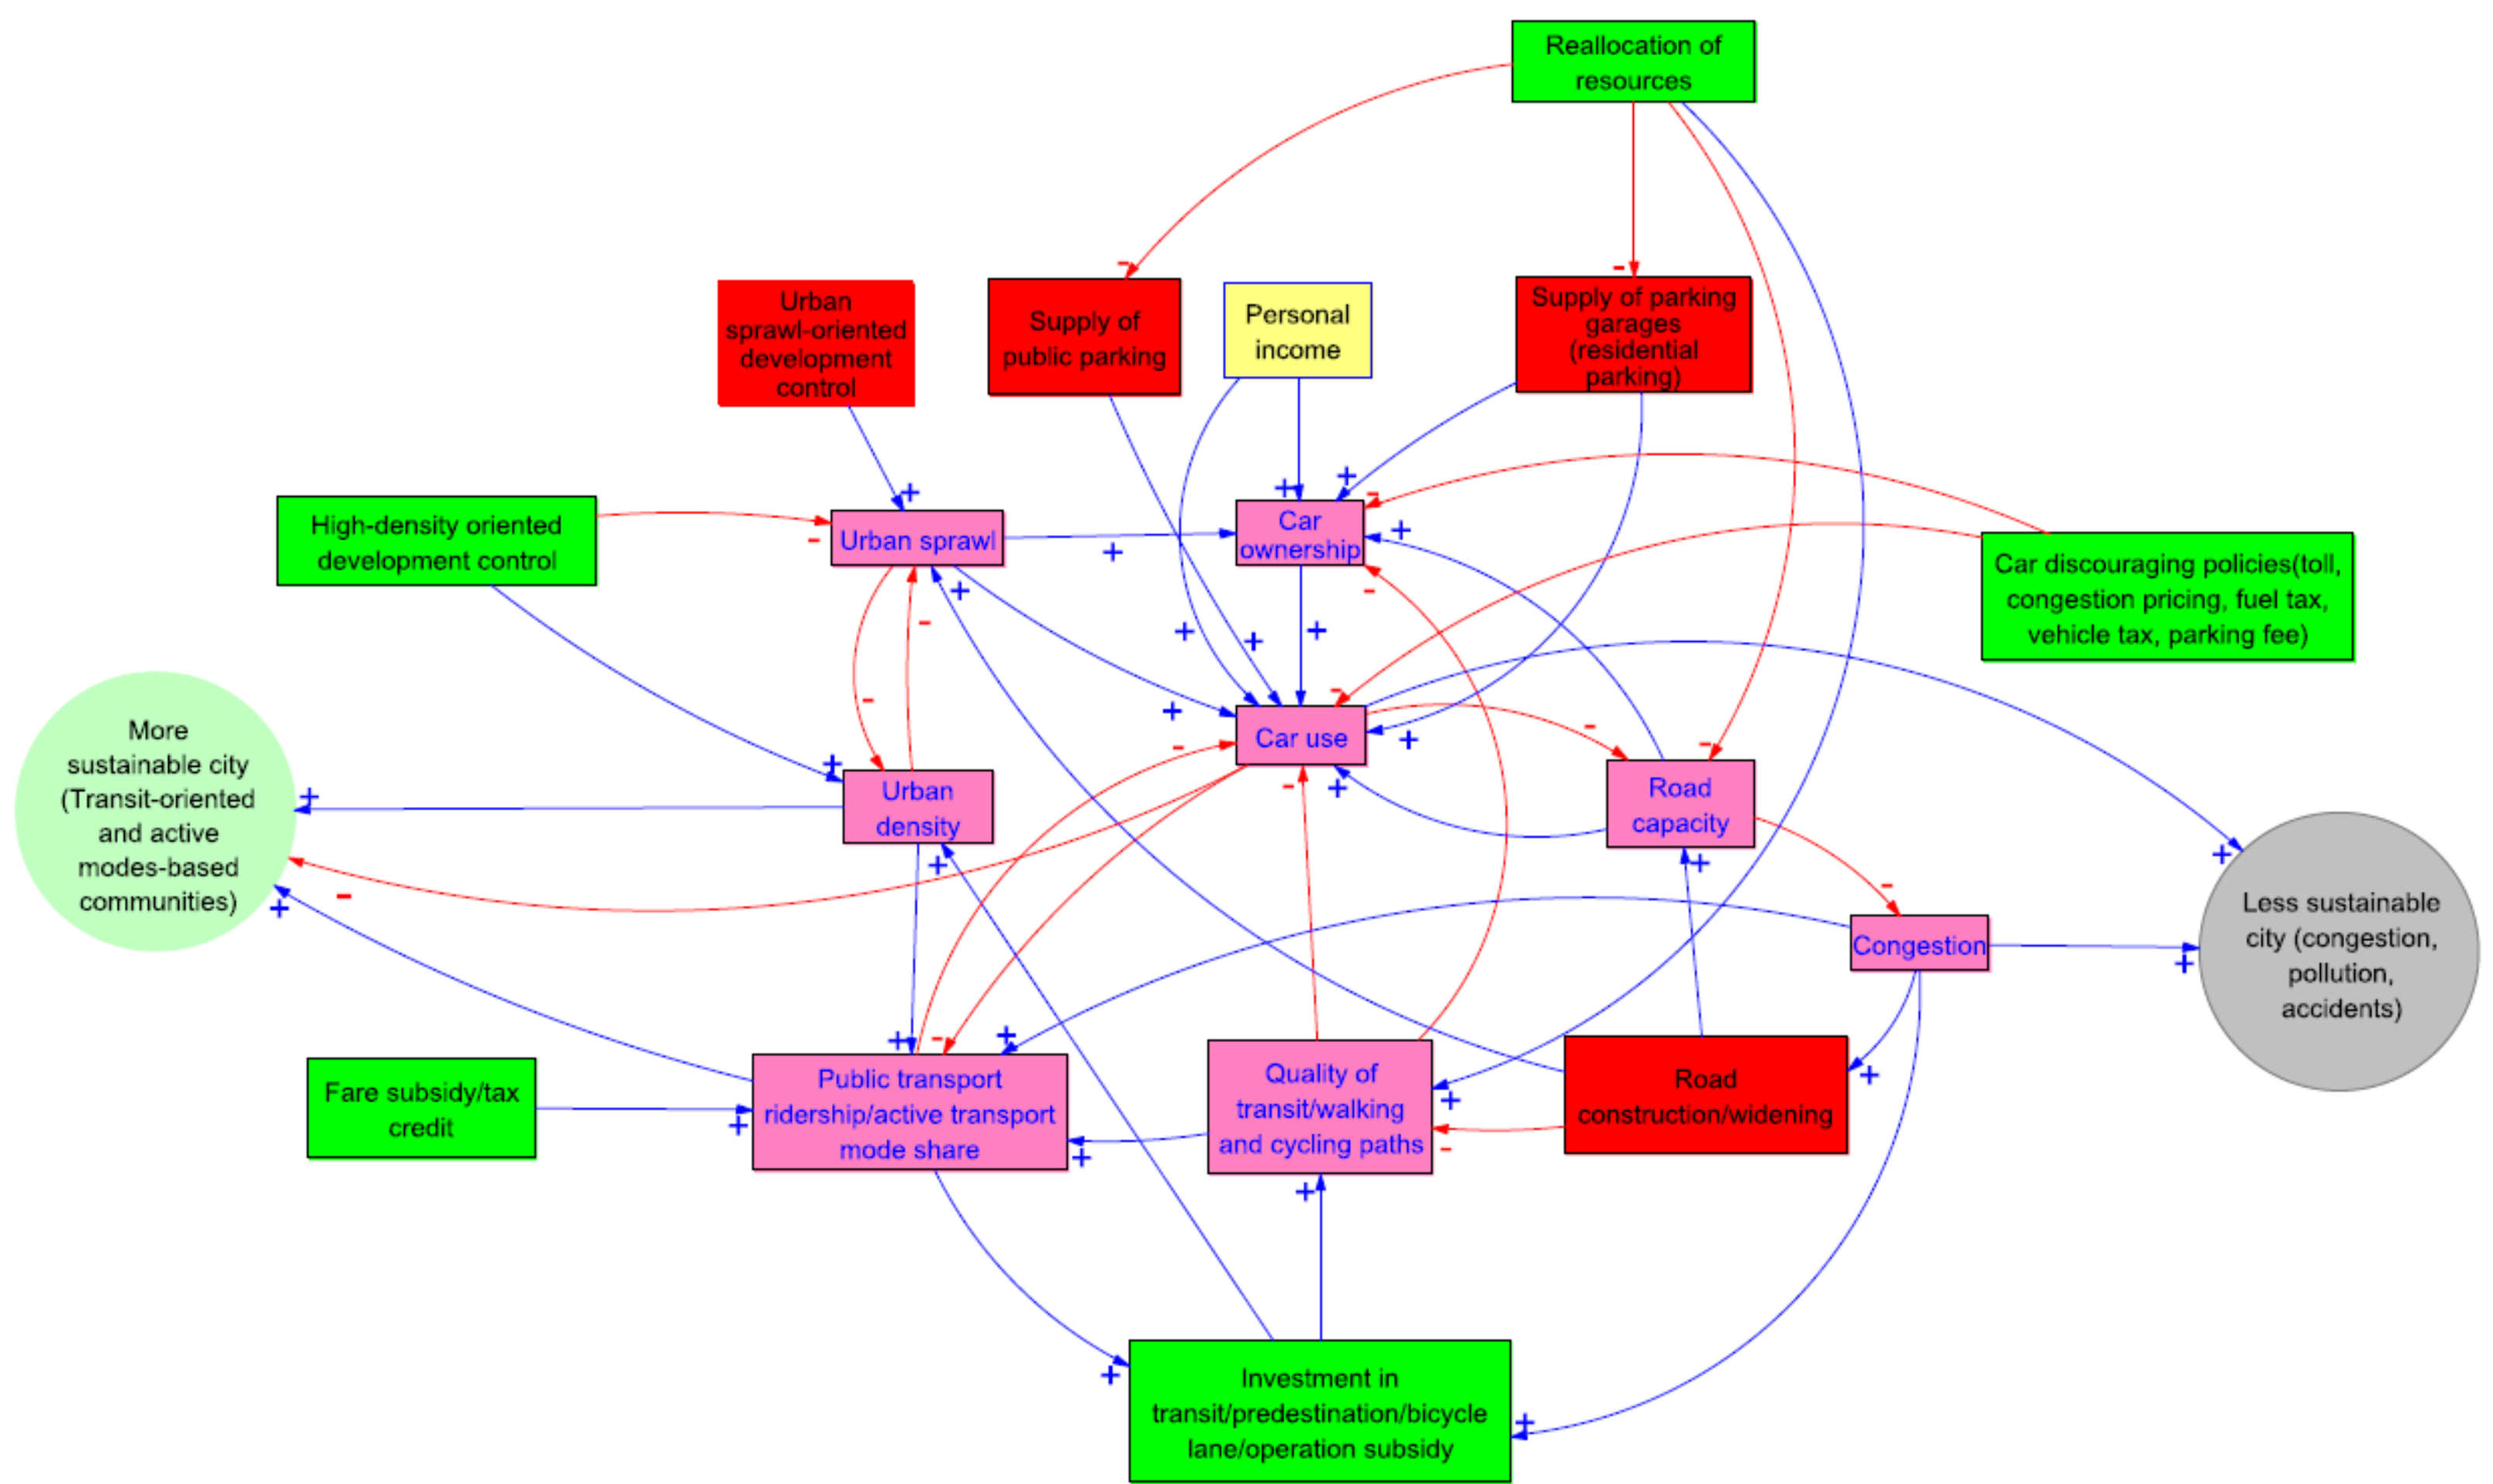 Reallocation of
resources
Urban
sprawl-oriented
development
control
Supply of
public parking
Personal
income
Supply of parking
garages
(residential
parking)
High-density oriented
development control
Urban sprawl
Car
ownership
Car discouraging policies(toll,
congestion pricing, fuel tax,
vehicle tax, parking fee)
More
sustainable city
(Transit-oriented
and active
modes-based
communities)
Urban
density
Car use
Road
capacity
Less sustainable
city (congestion,
pollution,
accidents)
Congestion
Fare subsidy/tax
credit
Public transport
ridership/active transport
mode share
Quality of
transit/walking
and cycling paths
Road
construction/widening
Investment in
transit/predestination/bicycle
lane/operation subsidy